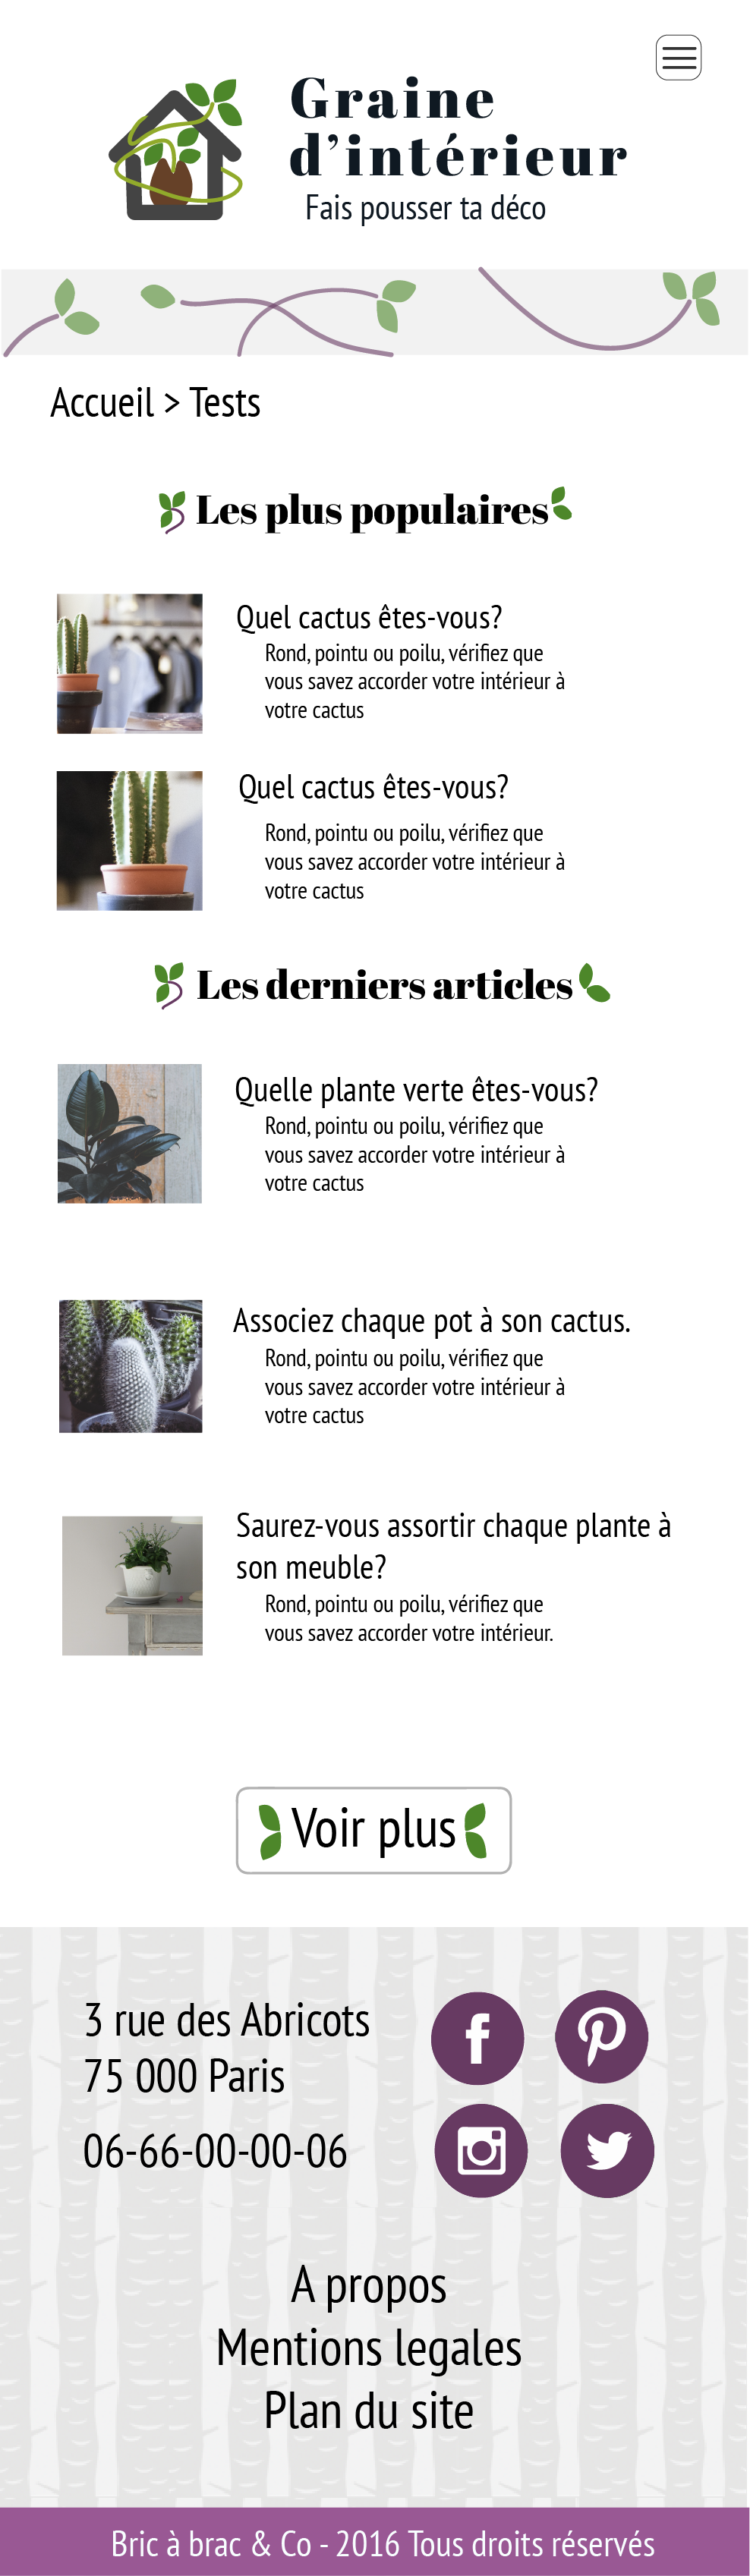 Graine
d'intérieur
Fais pousser ta déco
Accueil > Tests
Les plus populaires
Quel cactus êtes-vous?
Rond, pointu ou poilu, vérifiez que
vous savez accorder votre intérieur à
votre cactus
Quel cactus êtes-vous?
Rond, pointu ou poilu, vérifiez que
vous savez accorder votre intérieur à
votre cactus
Les derniers articles
Quelle plante verte êtes-vous?
Rond, pointu ou poilu, vérifiez que
vous savez accorder votre intérieur à
votre cactus
Associez chaque pot à son cactus.
Rond, pointu ou poilu, vérifiez que
vous savez accorder votre intérieur à
votre cactus
Saurez-vous assortir chaque plante à
son meuble?
Rond, pointu ou poilu, vérifiez que
vous savez accorder votre intérieur.
Voir plus
3 rue des Abricots
75 000 Paris
06-66-00-00-06
A propos
Mentions legales
Plan du site
Bric à brac & Co - 2016 Tous droits réservés